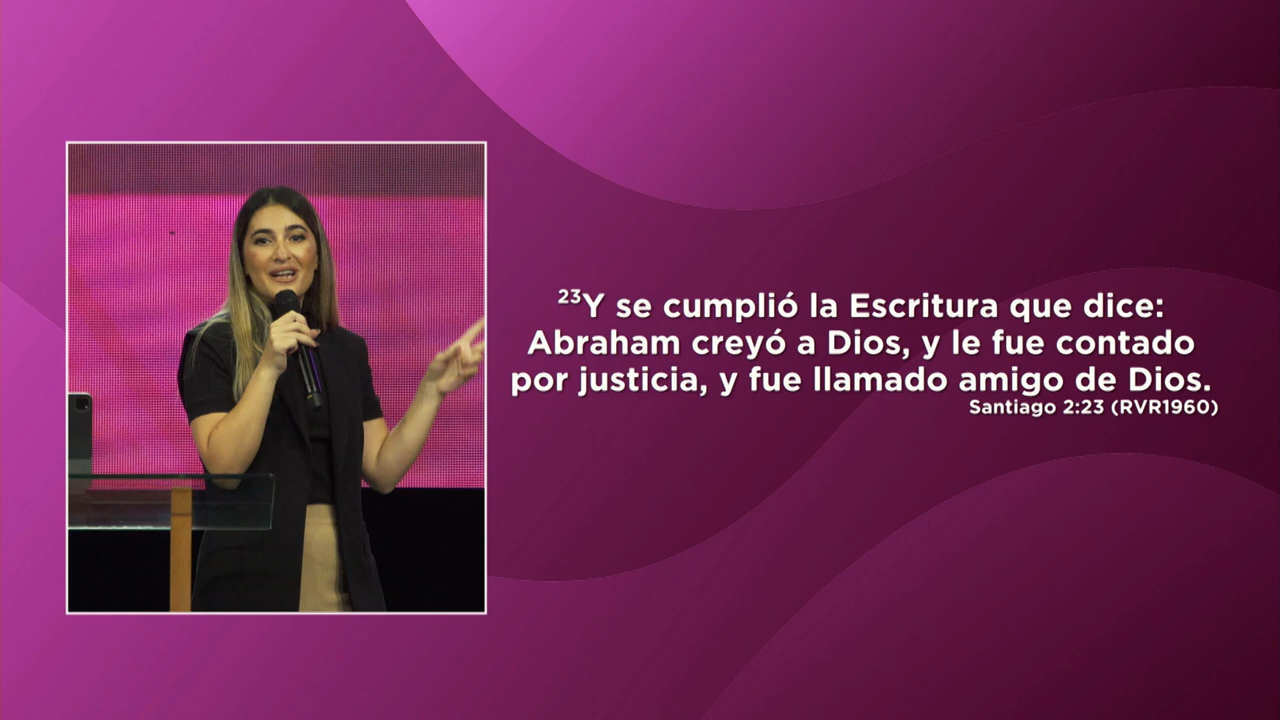 ²³Y se cumplió la Escritura que dice:
Abraham creyó a Dios, y le fue contado
por justicia, y fue llamado amigo de Dios.
Santiago 2:23 (RVR1960)